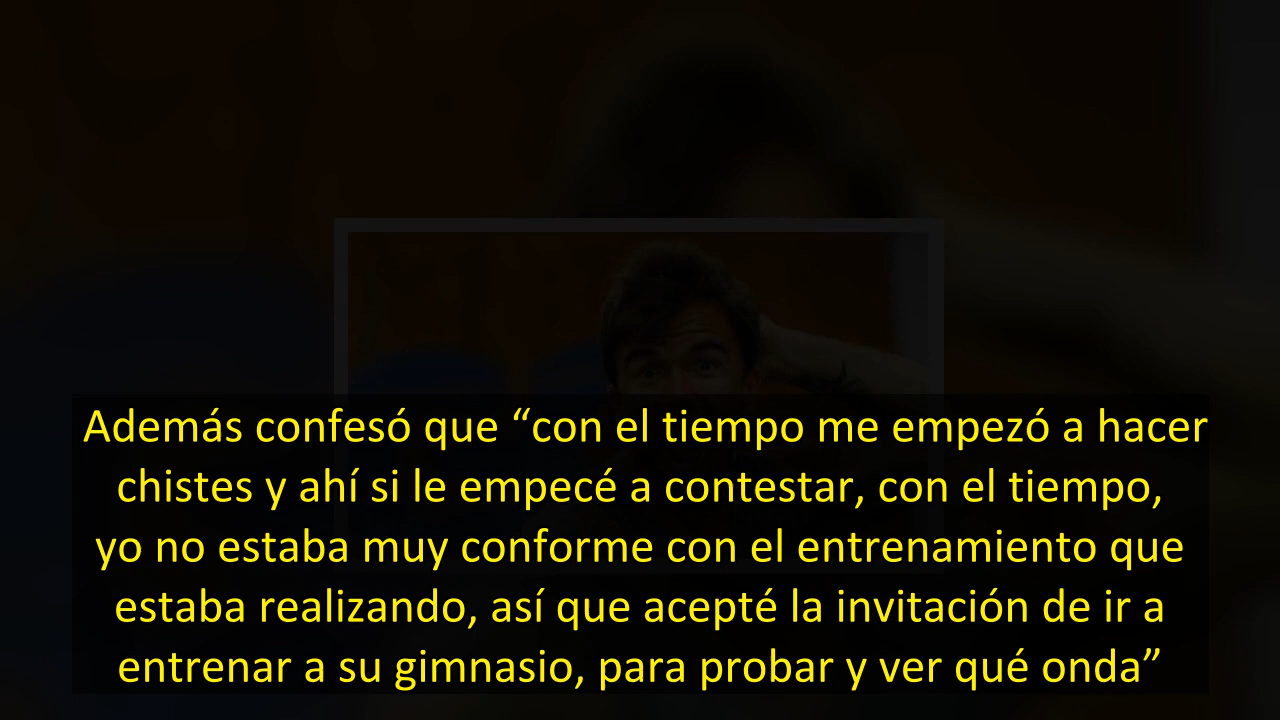 Además confesó que “con el tiempo me empezó a hacer
chistes y ahí si le empecé a contestar, con el tiempo,
yo no estaba muy conforme con el entrenamiento que
estaba realizando, así que acepté la invitación de ir a
entrenar a su gimnasio, para probar y ver qué onda”